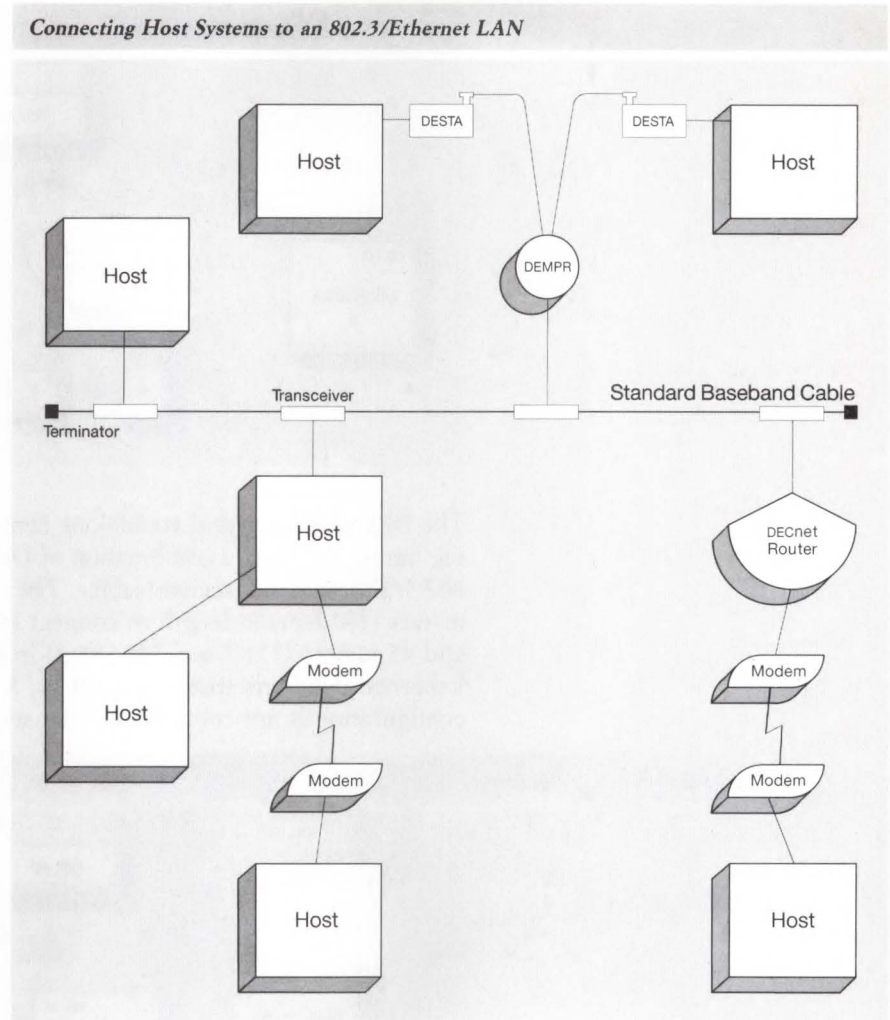 Connecting Host Systems to an 802.3/Ethernet LAN
DESTA
DESTA
Host
Host
DEMPR
Host
Standard Baseband Cable
Transceiver
Terminator
Host
DECnet
Router
Modem
Modem
Host
Modem
Modem
Host
Host